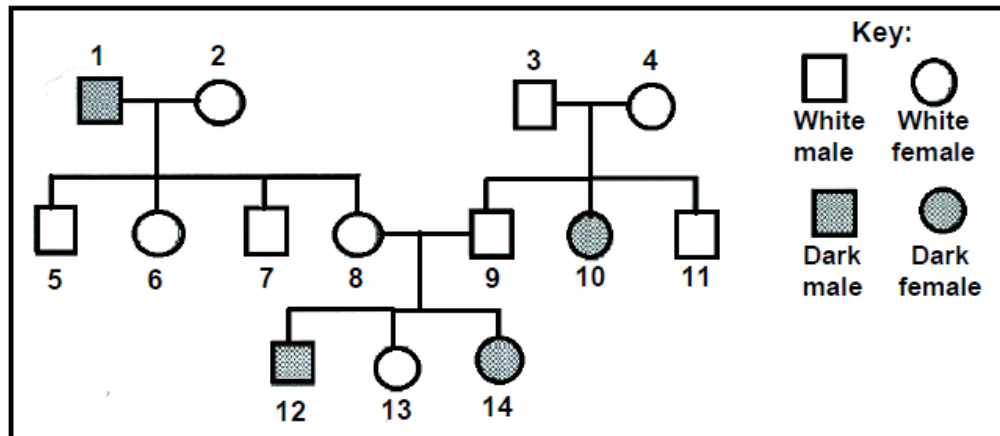 1 2 3 4
Key:
White male
White female
Dark male
Dark female
5 6 7 8 9 10 11
12 13 14